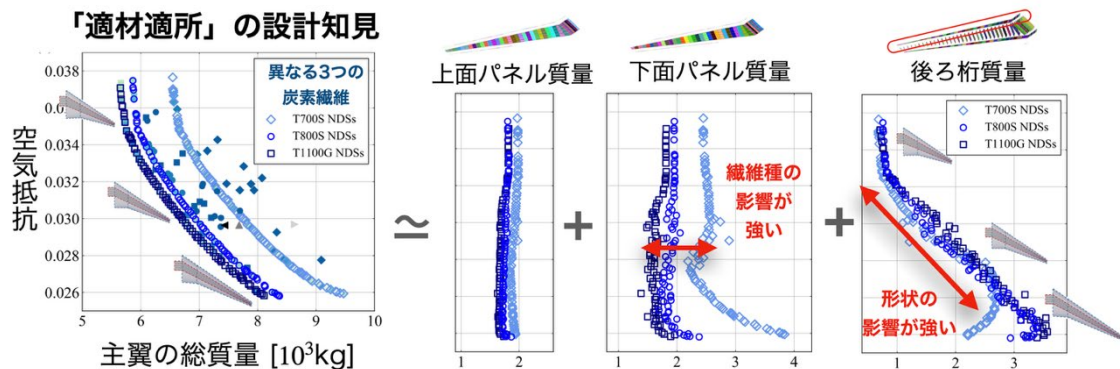 「適材適所」の設計知見
上面パネル質量
下面パネル質量
後ろ桁質量
空気抵抗
0.038
0.034
0.032
0.030
0.028
0.026
異なる3つの
炭素繊維
T700S NDSs
T800S NDSs
T1100G NDSs
5
6
7
8
9
10
主翼の総質量 [10³kg]
≃
1
2
+
繊維種の
影響が
強い
1
2
3
4
+
T700S NDSs
T800S NDSs
T1100G NDSs
形状の
影響が強い
1
2
3